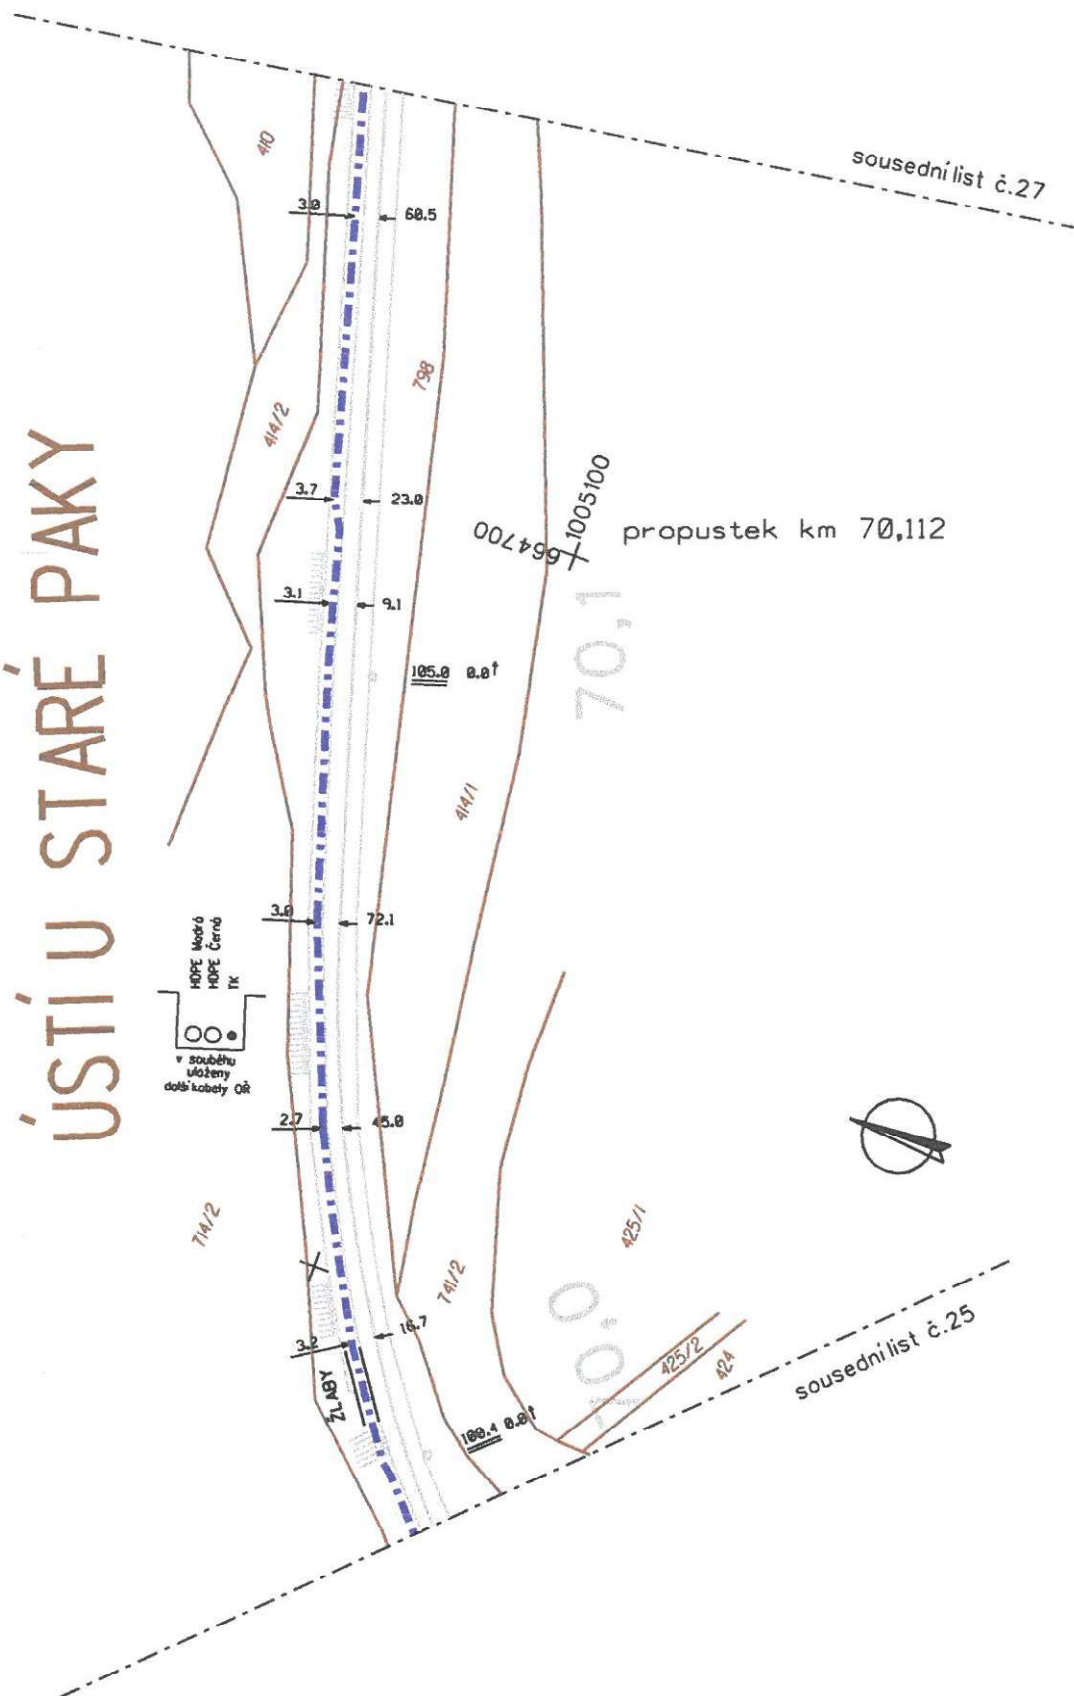 sousední list č.27
410
3.0
60.5
798
414/2
ÚSTÍ U STARÉ PAKY
3.7
23.0
664700
1005100
propustek km 70,112
3.1
9.1
70,1
105.0 0.0
414/1
3.0
72.1
HDPE Modrá
HDPE Černá
TK
v souběhu
uloženy
další kabely OŘ
2.7
45.0
714/2
425/1
741/2
70,0
3.2
16.7
ŽLABY
425/2
424
sousední list č.25
100.4 0.0